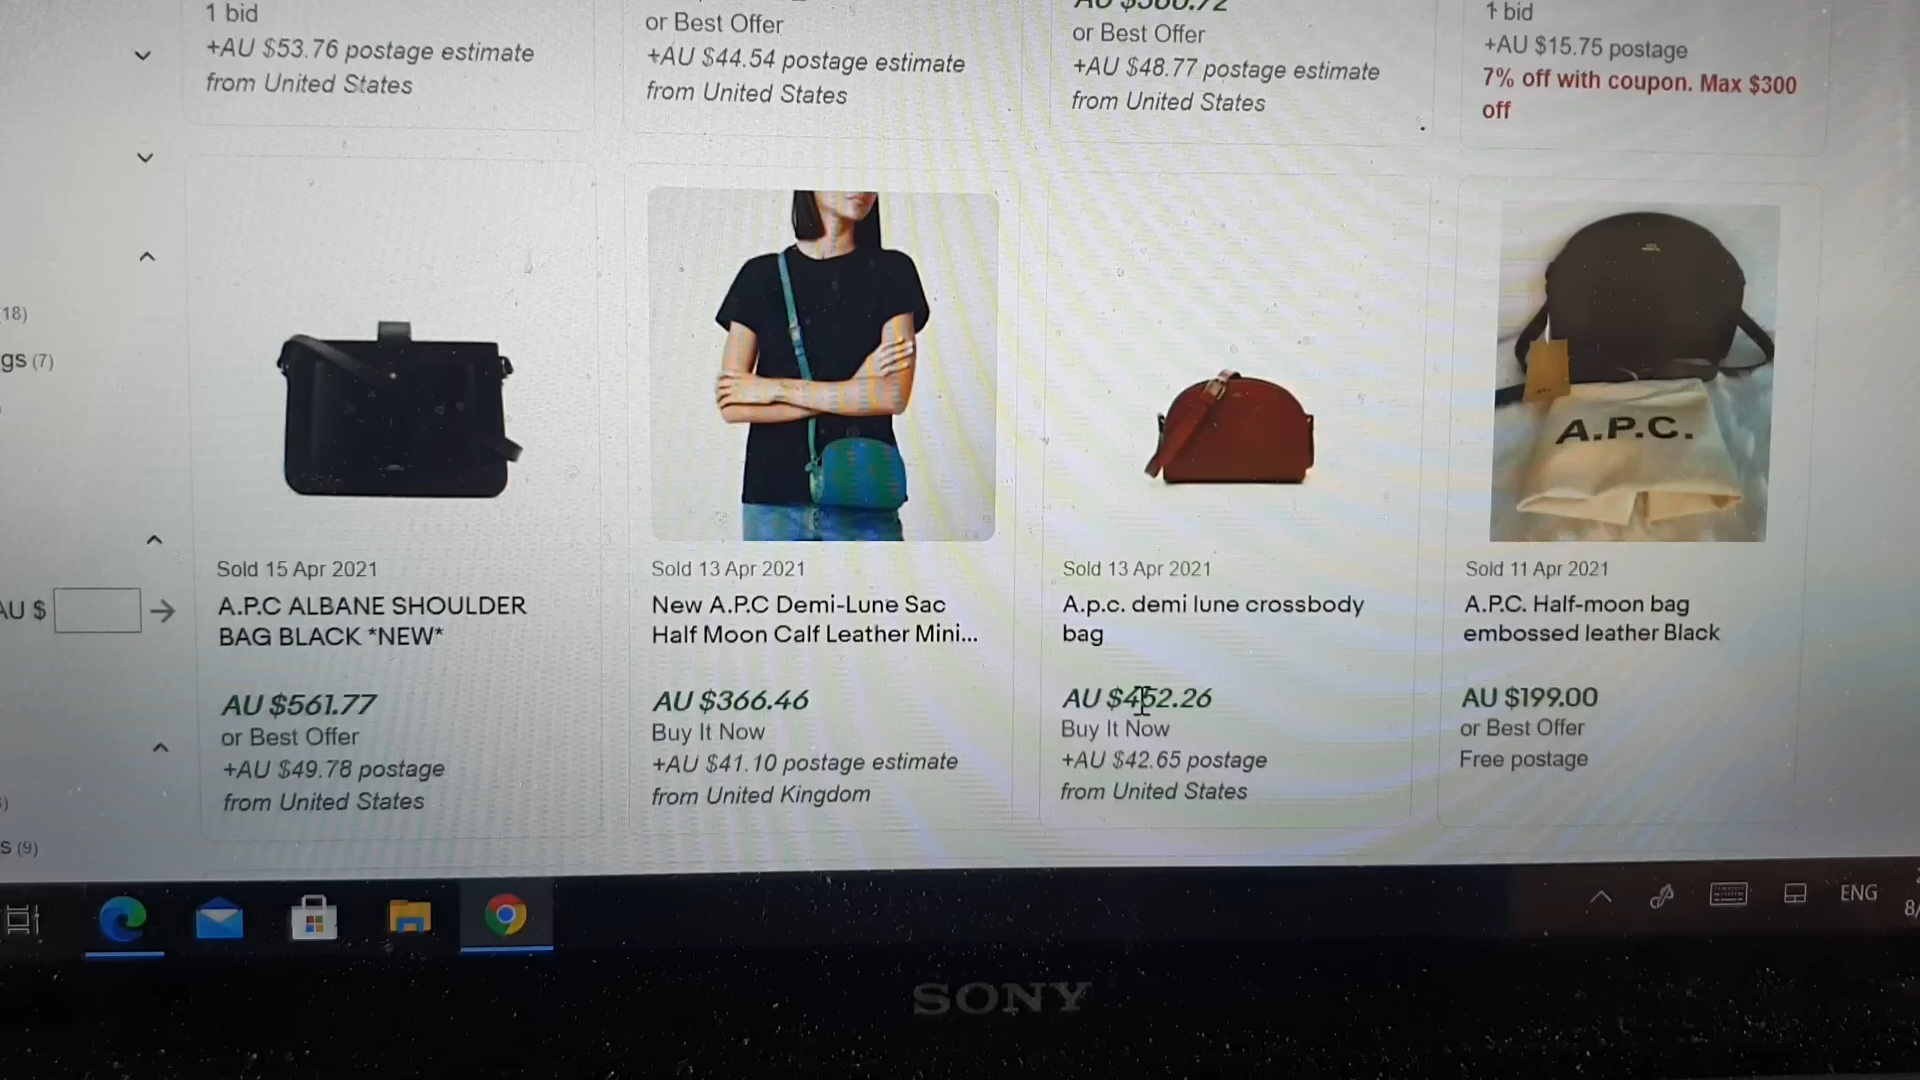 1 bid
+AU $53.76 postage estimate
from United States
or Best Offer
+AU $44.54 postage estimate
from United States
or Best Offer
+AU $48.77 postage estimate
from United States
1 bid
+AU $15.75 postage
7% off with coupon. Max $300
off
(18)
gs (7)
A.P.C.
AU $
Sold 15 Apr 2021
A.P.C ALBANE SHOULDER
BAG BLACK *NEW*
AU $561.77
or Best Offer
+AU $49.78 postage
from United States
Sold 13 Apr 2021
New A.P.C Demi-Lune Sac
Half Moon Calf Leather Mini...
AU $366.46
Buy It Now
+AU $41.10 postage estimate
from United Kingdom
Sold 13 Apr 2021
A.p.c. demi lune crossbody
bag
AU $452.26
Buy It Now
+AU $42.65 postage
from United States
Sold 11 Apr 2021
A.P.C. Half-moon bag
embossed leather Black
AU $199.00
or Best Offer
Free postage
s (9)
ENG
8/
SONY